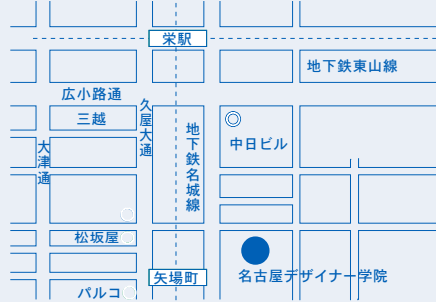 栄駅
地下鉄東山線
広小路通
三越
久屋大通
地下鉄名城線
中日ビル
大津通
松坂屋
矢場町
名古屋デザイナー学院
パルコ